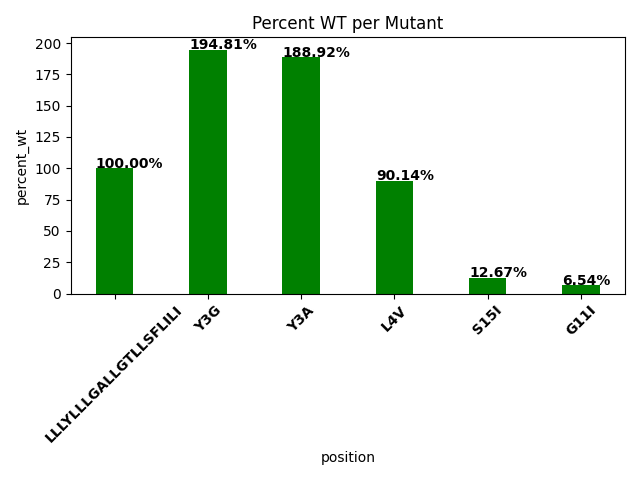 Percent WT per Mutant
percent_wt
200
175
150
125
100
75
50
25
0
100.00%
194.81%
188.92%
90.14%
12.67%
6.54%
LLLYLLLGALLGTLLSFLILI
Y3G
Y3A
L4V
S15I
G11I
position